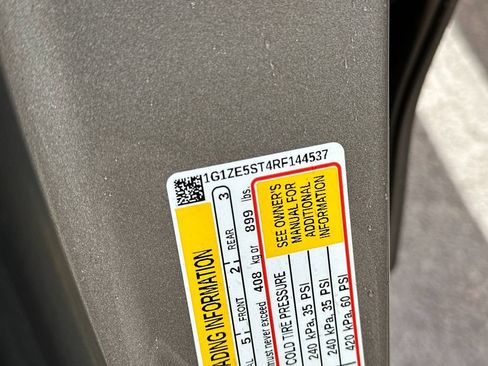 1G1ZE5ST4RF144537
ADING INFORMATION
5 FRONT 2 REAR 3
must never exceed 408 kg or 899 lbs.
COLD TIRE PRESSURE
SEE OWNER'S
MANUAL FOR
ADDITIONAL
INFORMATION
240 kPa, 35 PSI
240 kPa, 35 PSI
420 kPa, 60 PSI